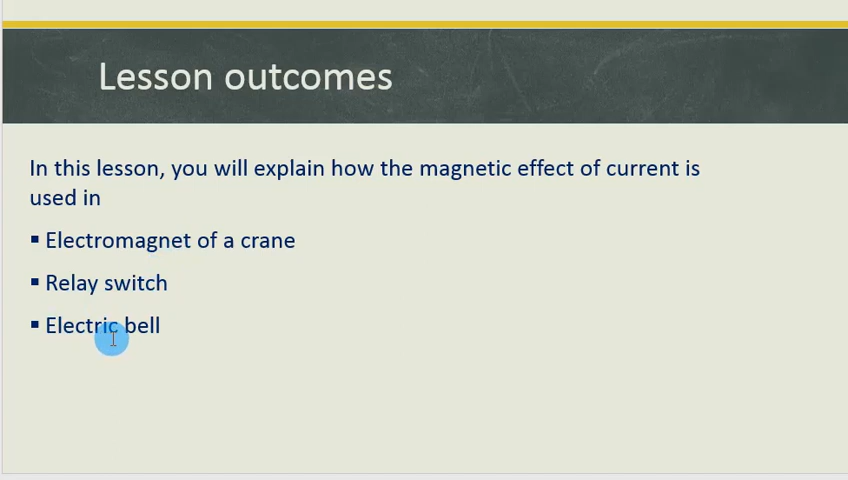 Lesson outcomes
In this lesson, you will explain how the magnetic effect of current is
used in
▪ Electromagnet of a crane
▪ Relay switch
▪ Electric bell